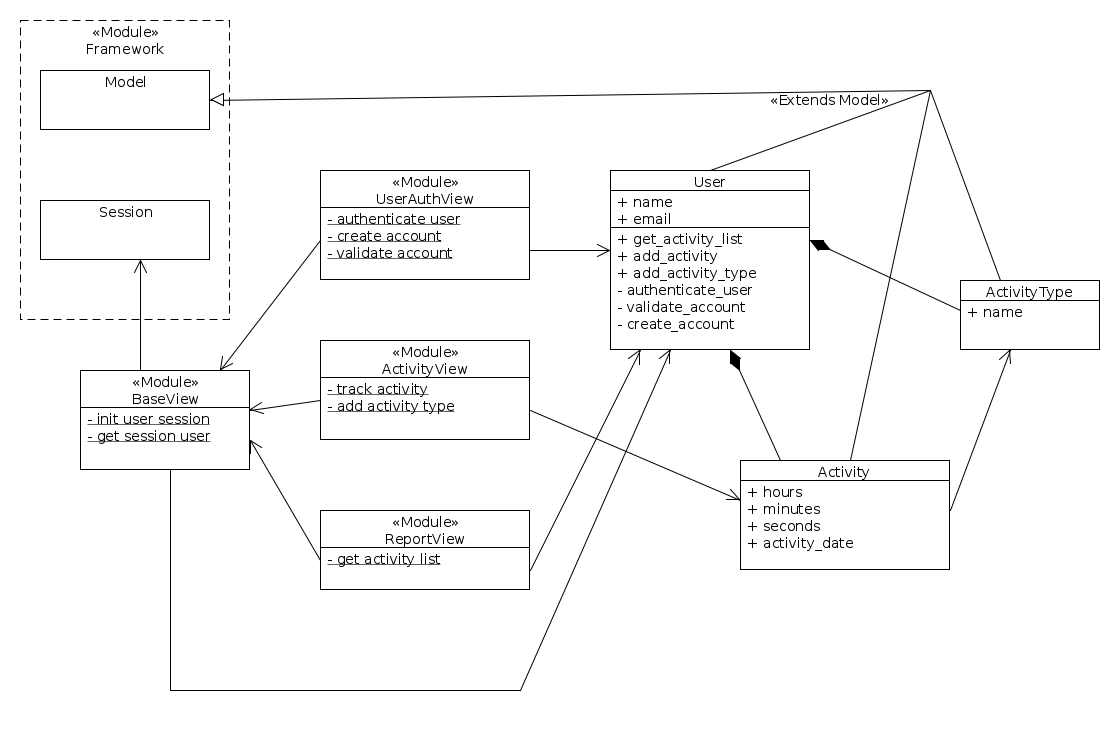 «Module»
Framework
Model
Session
«Extends Model»
«Module»
UserAuthView
- authenticate user
- create account
- validate account
User
+ name
+ email
+ get_activity_list
+ add_activity
+ add_activity_type
- authenticate_user
- validate_account
- create_account
ActivityType
+ name
«Module»
BaseView
- init user session
- get session user
«Module»
ActivityView
- track activity
- add activity type
Activity
+ hours
+ minutes
+ seconds
+ activity_date
«Module»
ReportView
- get activity list